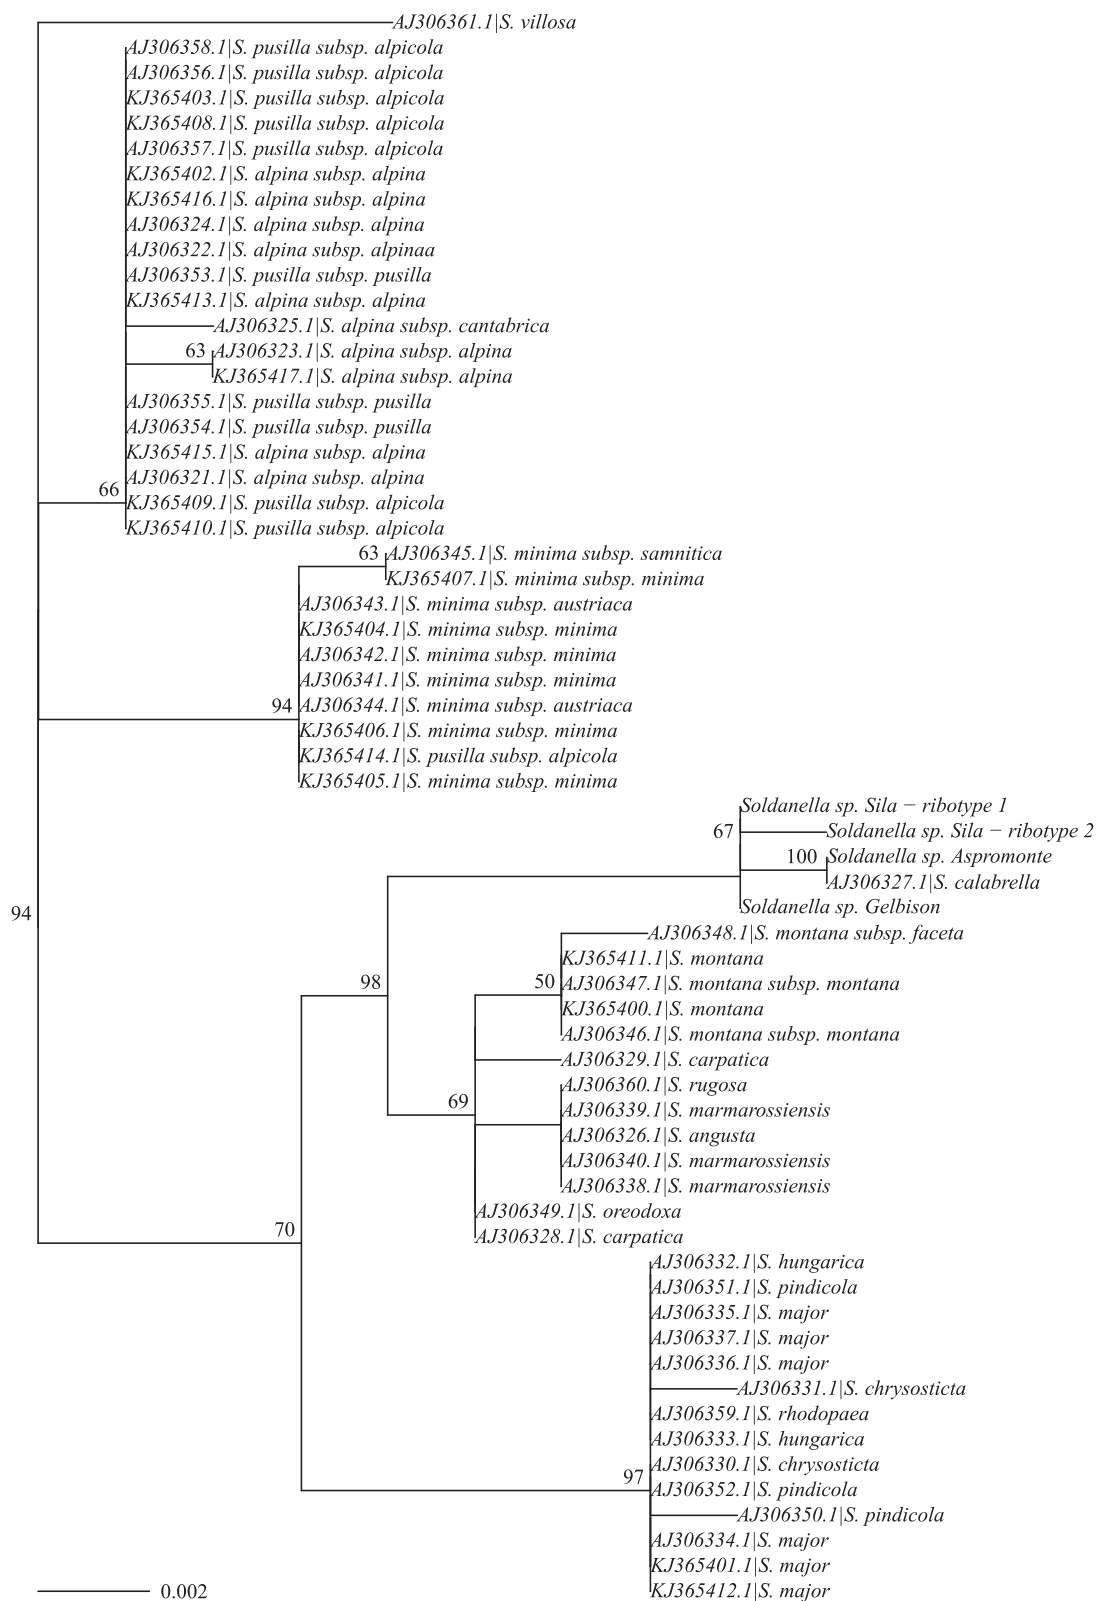 AJ306361.1|S. villosa
AJ306358.1|S. pusilla subsp. alpicola
AJ306356.1|S. pusilla subsp. alpicola
KJ365403.1|S. pusilla subsp. alpicola
KJ365408.1|S. pusilla subsp. alpicola
AJ306357.1|S. pusilla subsp. alpicola
KJ365402.1|S. alpina subsp. alpina
KJ365416.1|S. alpina subsp. alpina
AJ306324.1|S. alpina subsp. alpina
AJ306322.1|S. alpina subsp. alpinaa
AJ306353.1|S. pusilla subsp. pusilla
KJ365413.1|S. alpina subsp. alpina
AJ306325.1|S. alpina subsp. cantabrica
63 AJ306323.1|S. alpina subsp. alpina
KJ365417.1|S. alpina subsp. alpina
AJ306355.1|S. pusilla subsp. pusilla
AJ306354.1|S. pusilla subsp. pusilla
KJ365415.1|S. alpina subsp. alpina
AJ306321.1|S. alpina subsp. alpina
66 KJ365409.1|S. pusilla subsp. alpicola
KJ365410.1|S. pusilla subsp. alpicola
63 AJ306345.1|S. minima subsp. samnitica
KJ365407.1|S. minima subsp. minima
AJ306343.1|S. minima subsp. austriaca
KJ365404.1|S. minima subsp. minima
AJ306342.1|S. minima subsp. minima
AJ306341.1|S. minima subsp. minima
94 AJ306344.1|S. minima subsp. austriaca
KJ365406.1|S. minima subsp. minima
KJ365414.1|S. pusilla subsp. alpicola
KJ365405.1|S. minima subsp. minima
Soldanella sp. Sila − ribotype 1
67 Soldanella sp. Sila − ribotype 2
100 Soldanella sp. Aspromonte
AJ306327.1|S. calabrella
94 Soldanella sp. Gelbison
AJ306348.1|S. montana subsp. faceta
KJ365411.1|S. montana
98 50 AJ306347.1|S. montana subsp. montana
KJ365400.1|S. montana
AJ306346.1|S. montana subsp. montana
AJ306329.1|S. carpatica
AJ306360.1|S. rugosa
69 AJ306339.1|S. marmarossiensis
AJ306326.1|S. angusta
AJ306340.1|S. marmarossiensis
AJ306338.1|S. marmarossiensis
AJ306349.1|S. oreodoxa
70 AJ306328.1|S. carpatica
AJ306332.1|S. hungarica
AJ306351.1|S. pindicola
AJ306335.1|S. major
AJ306337.1|S. major
AJ306336.1|S. major
AJ306331.1|S. chrysosticta
AJ306359.1|S. rhodopaea
AJ306333.1|S. hungarica
AJ306330.1|S. chrysosticta
97 AJ306352.1|S. pindicola
AJ306350.1|S. pindicola
AJ306334.1|S. major
KJ365401.1|S. major
0.002 KJ365412.1|S. major